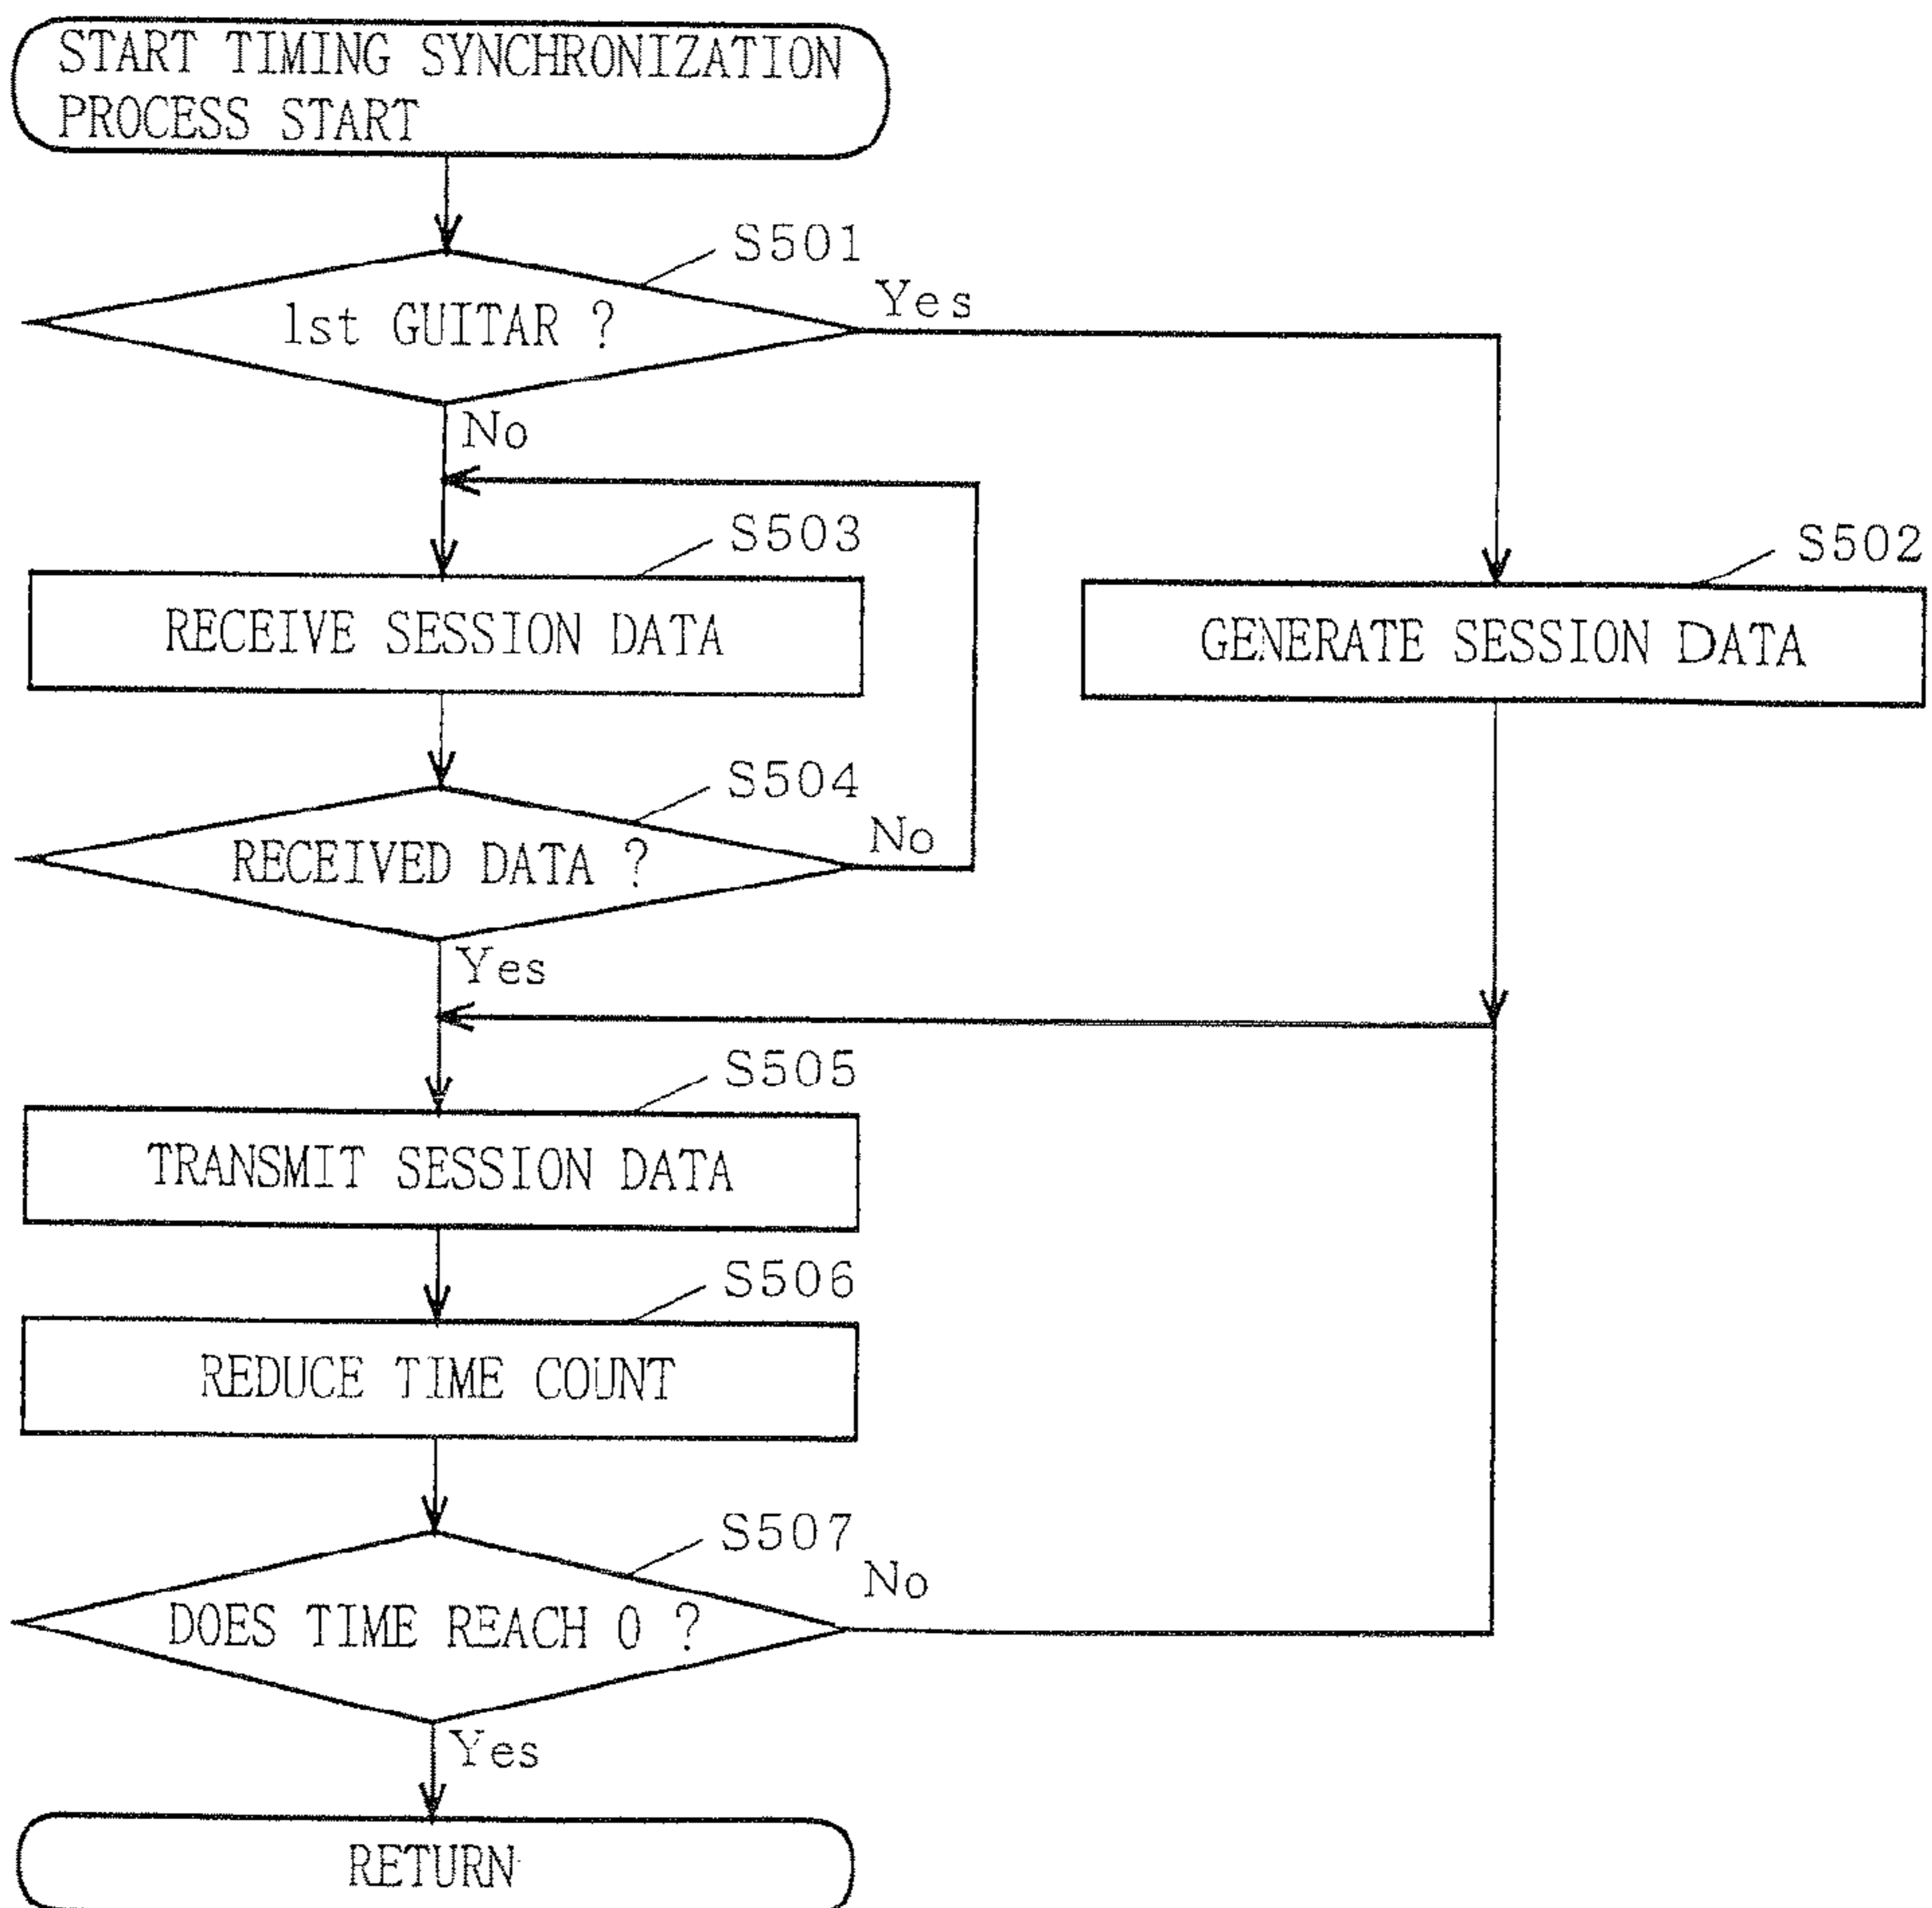 START TIMING SYNCHRONIZATION
PROCESS START
S501
1st GUITAR ?
Yes
No
S503
RECEIVE SESSION DATA
S502
GENERATE SESSION DATA
S504
RECEIVED DATA ?
No
Yes
S505
TRANSMIT SESSION DATA
S506
REDUCE TIME COUNT
S507
DOES TIME REACH 0 ?
No
Yes
RETURN